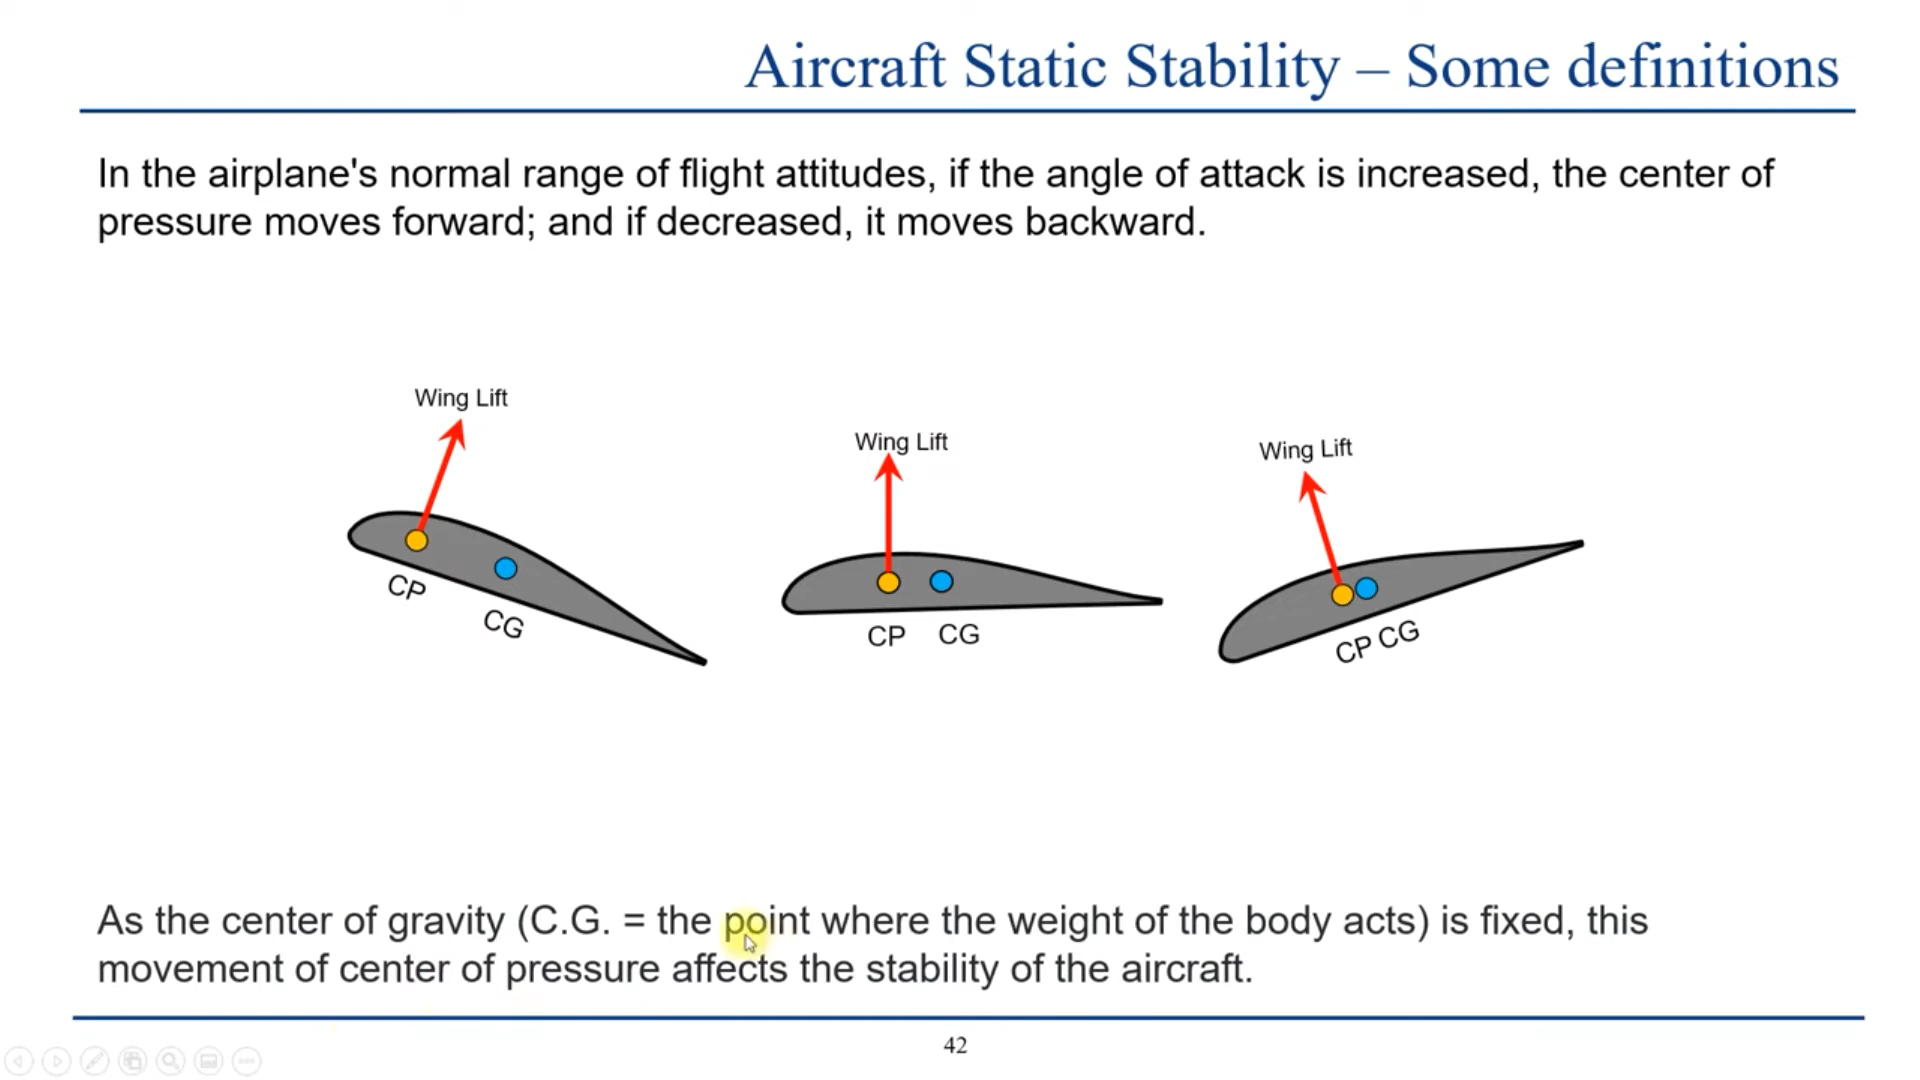 Aircraft Static Stability – Some definitions
In the airplane's normal range of flight attitudes, if the angle of attack is increased, the center of
pressure moves forward; and if decreased, it moves backward.
Wing Lift
CP
CG
Wing Lift
CP CG
Wing Lift
CP CG
As the center of gravity (C.G. = the point where the weight of the body acts) is fixed, this
movement of center of pressure affects the stability of the aircraft.
42